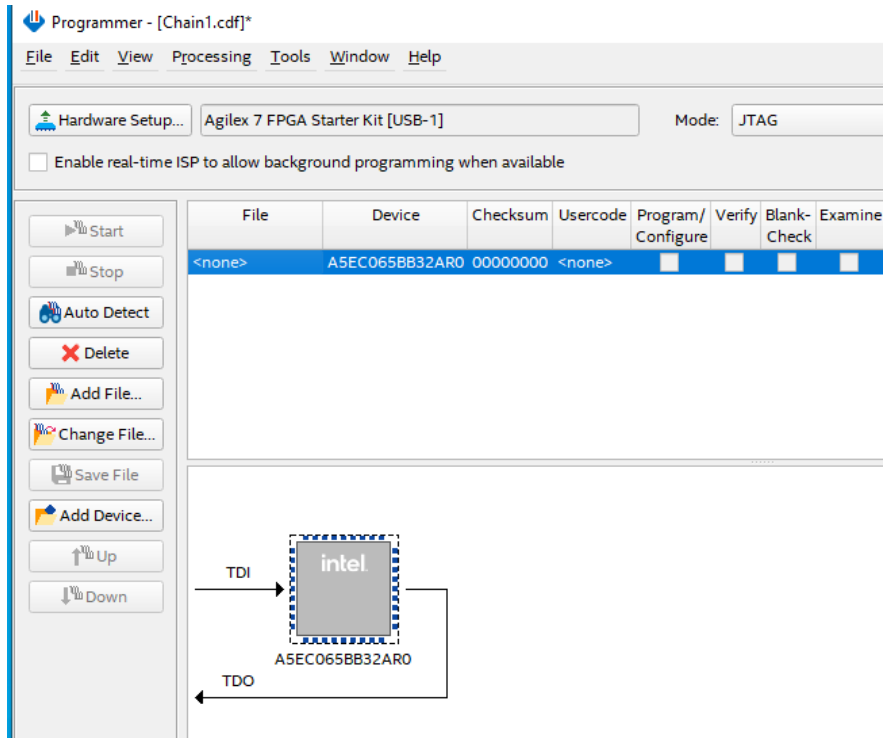 Programmer - [Chain1.cdf]*
File Edit View Processing Tools Window Help
Hardware Setup... Agilex 7 FPGA Starter Kit [USB-1] Mode: JTAG
Enable real-time ISP to allow background programming when available
File Device Checksum Usercode Program/ Configure Verify Blank- Check Examine
<none> A5EC065BB32AR0 00000000 <none>
Start
Stop
Auto Detect
Delete
Add File...
Change File...
Save File
Add Device...
Up
Down
intel
TDI
A5EC065BB32AR0
TDO